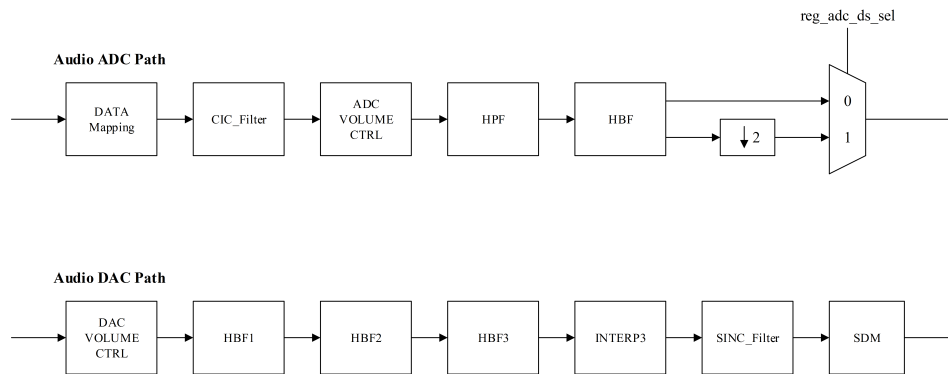 reg_adc_ds_sel
Audio ADC Path
DATA
Mapping
CIC_Filter
ADC
VOLUME
CTRL
HPF
HBF
0
↓ 2
1
Audio DAC Path
DAC
VOLUME
CTRL
HBF1
HBF2
HBF3
INTERP3
SINC_Filter
SDM